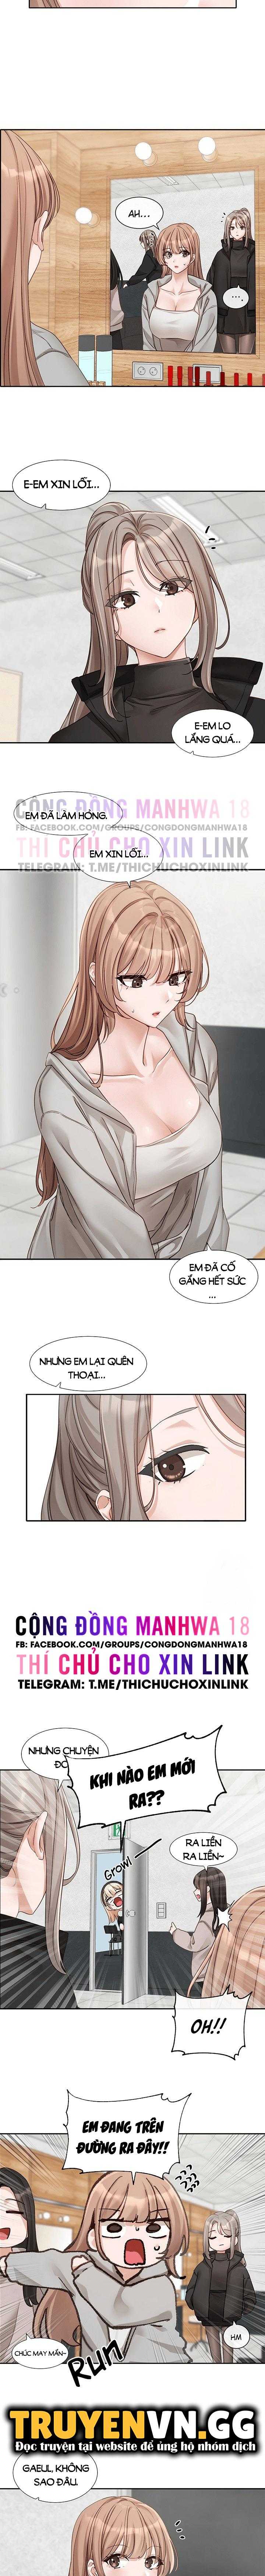 AH...
...
E-EM XIN LỖI...
E-EM LO
LẮNG QUÁ...
CỘNG ĐỒNG MANHWA 18
FB: FACEBOOK.COM/GROUPS/CONGDONGMANHWA18
THÍ CHỦ CHO XIN LINK
TELEGRAM: T.ME/THICHUCHOXINLINK
EM ĐÃ LÀM HỎNG.
EM XIN LỖI...
EM ĐÃ CỐ
GẮNG HẾT SỨC
...
NHƯNG EM LẠI QUÊN
THOẠI...
CỘNG ĐỒNG MANHWA 18
FB: FACEBOOK.COM/GROUPS/CONGDONGMANHWA18
THÍ CHỦ CHO XIN LINK
TELEGRAM: T.ME/THICHUCHOXINLINK
NHƯNG CHUYỆN
ĐÓ
KHI NÀO EM MỚI
RA??
Growl
RA LIỀN
RA LIỀN~
OH!!
EM ĐANG TRÊN
ĐƯỜNG RA ĐÂY!!
HM
CHÚC MAY MẮN~
Run
TRUYENVN.GG
Đọc truyện tại website để ủng hộ nhóm dịch
GAEUL, KHÔNG
SAO ĐÂU.